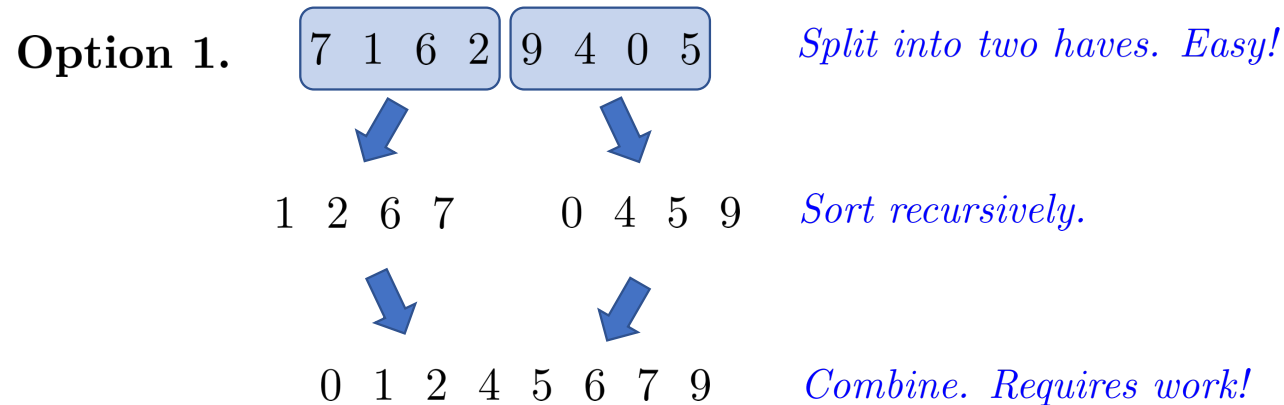 Option 1. 7 1 6 2 9 4 0 5 Split into two haves. Easy!
1 2 6 7 0 4 5 9 Sort recursively.
0 1 2 4 5 6 7 9 Combine. Requires work!